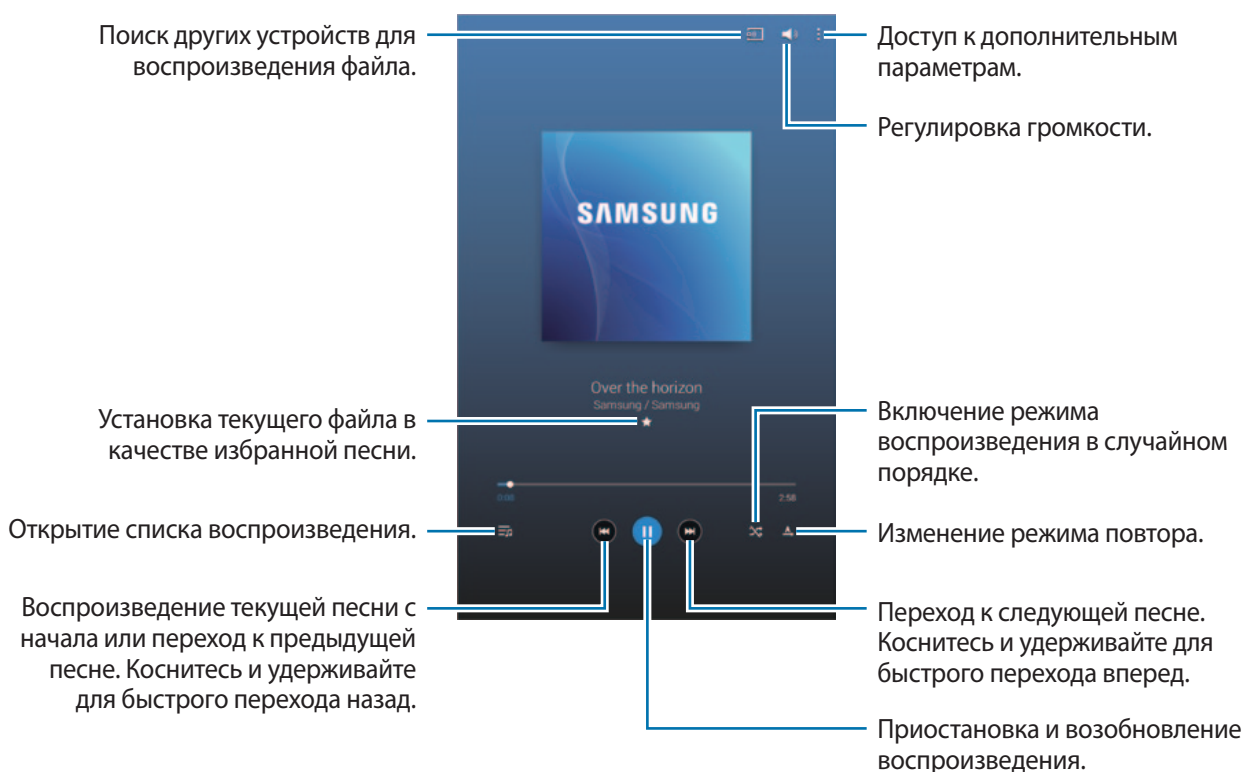 Поиск других устройств для
воспроизведения файла.
Доступ к дополнительным
параметрам.
Регулировка громкости.
SAMSUNG
Over the horizon
Samsung / Samsung
Установка текущего файла в
качестве избранной песни.
Включение режима
воспроизведения в случайном
порядке.
0:08
2:58
Открытие списка воспроизведения.
Изменение режима повтора.
Воспроизведение текущей песни с
начала или переход к предыдущей
песне. Коснитесь и удерживайте
для быстрого перехода назад.
Переход к следующей песне.
Коснитесь и удерживайте для
быстрого перехода вперед.
Приостановка и возобновление
воспроизведения.